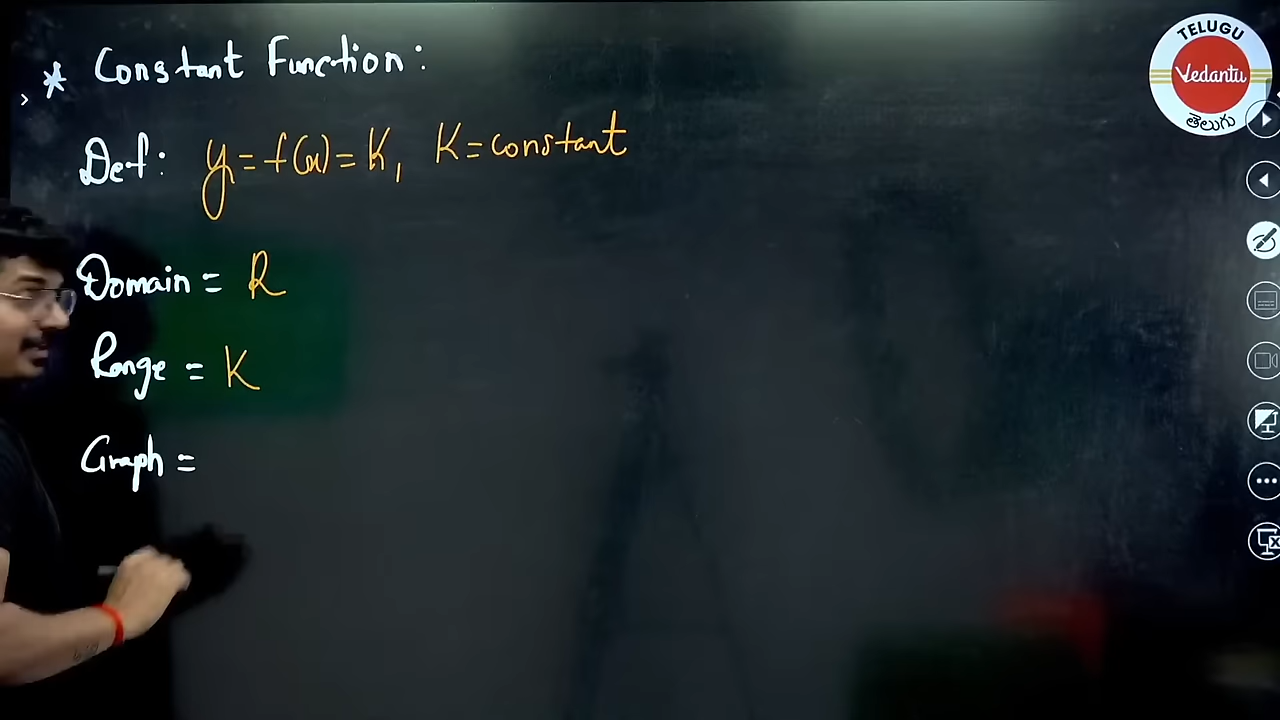 * Constant Function:
Def: y = f(x) = K, K = constant
Domain = R
Range = K
Graph =
TELUGU
Vedantu
తెలుగు